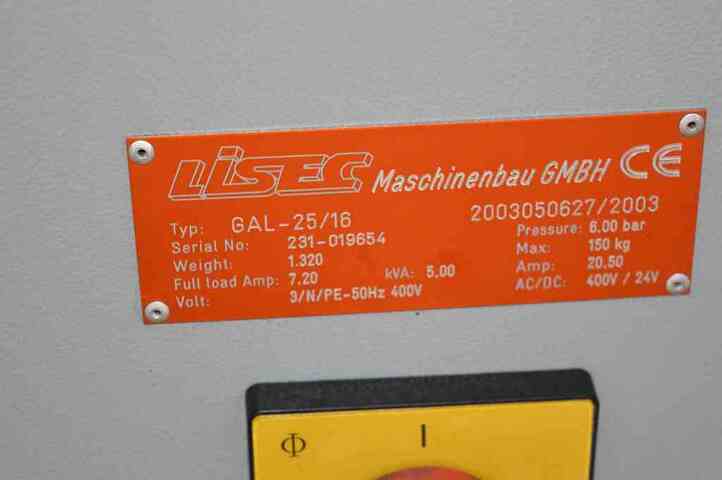 LiSEC Maschinenbau GMBH CE
Typ: GAL-25/16 2003050627/2003
Serial No: 231-019654 Pressure: 6.00 bar
Weight: 1.320 Max: 150 kg
Full load Amp: 7.20 kVA: 5,00 Amp: 20,50
Volt: 3/N/PE-50Hz 400V AC/DC: 400V / 24V
Φ I